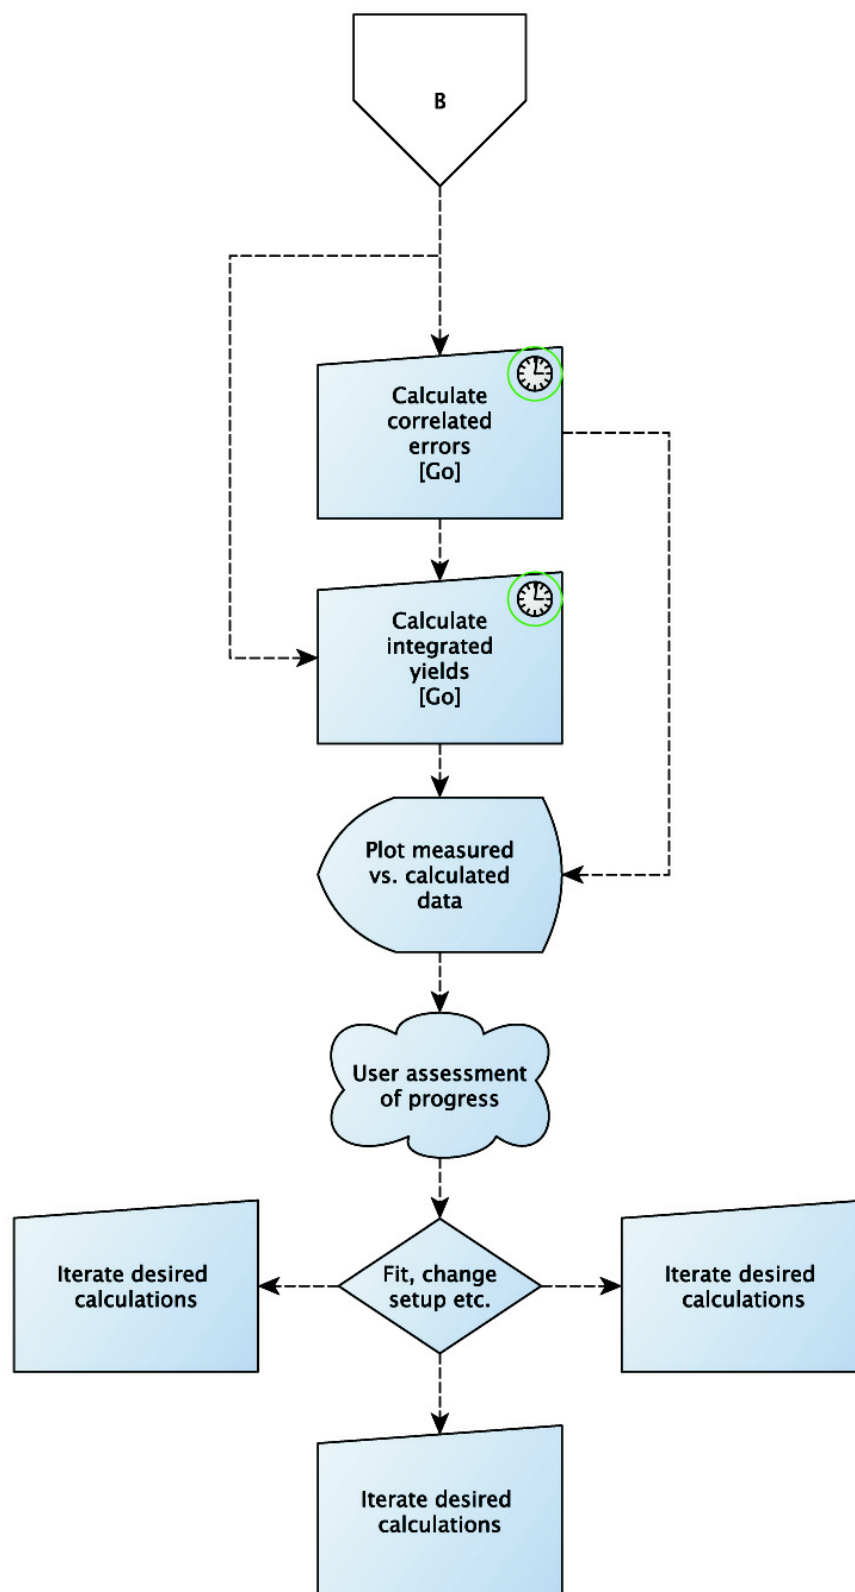 B
Calculate
correlated
errors
[Go]
Calculate
integrated
yields
[Go]
Plot measured
vs. calculated
data
User assessment
of progress
Iterate desired
calculations
Fit, change
setup etc.
Iterate desired
calculations
Iterate desired
calculations